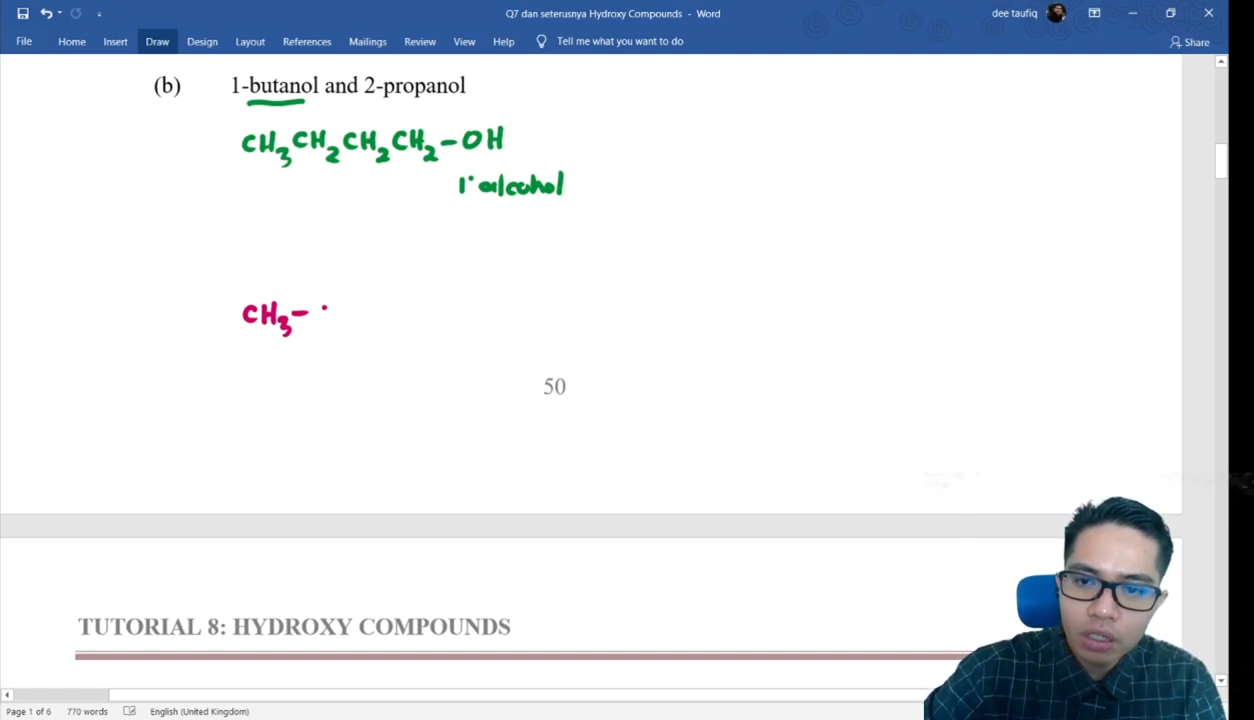 Q7 dan seterusnya Hydroxy Compounds - Word
dee taufiq
File Home Insert Draw Design Layout References Mailings Review View Help Tell me what you want to do Share
(b) 1-butanol and 2-propanol
CH₃CH₂CH₂CH₂-OH
1° alcohol
CH₃-
50
TUTORIAL 8: HYDROXY COMPOUNDS
Page 1 of 6 770 words English (United Kingdom)